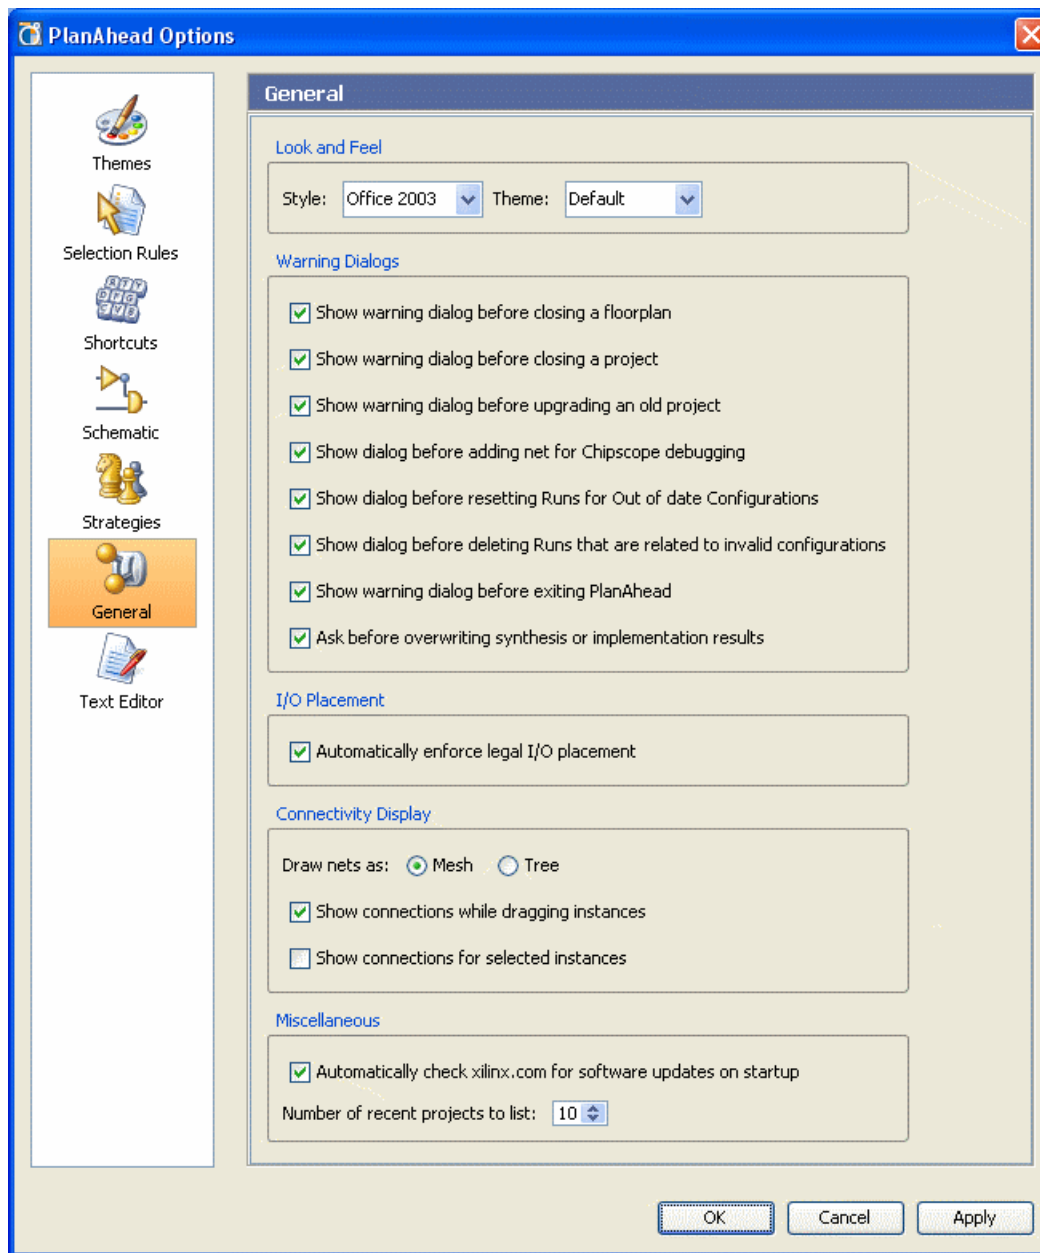 PlanAhead Options
Themes
Selection Rules
Shortcuts
Schematic
Strategies
General
Text Editor
General
Look and Feel
Style: Office 2003 Theme: Default
Warning Dialogs
Show warning dialog before closing a floorplan
Show warning dialog before closing a project
Show warning dialog before upgrading an old project
Show dialog before adding net for Chipscope debugging
Show dialog before resetting Runs for Out of date Configurations
Show dialog before deleting Runs that are related to invalid configurations
Show warning dialog before exiting PlanAhead
Ask before overwriting synthesis or implementation results
I/O Placement
Automatically enforce legal I/O placement
Connectivity Display
Draw nets as: Mesh Tree
Show connections while dragging instances
Show connections for selected instances
Miscellaneous
Automatically check xilinx.com for software updates on startup
Number of recent projects to list: 10
OK Cancel Apply